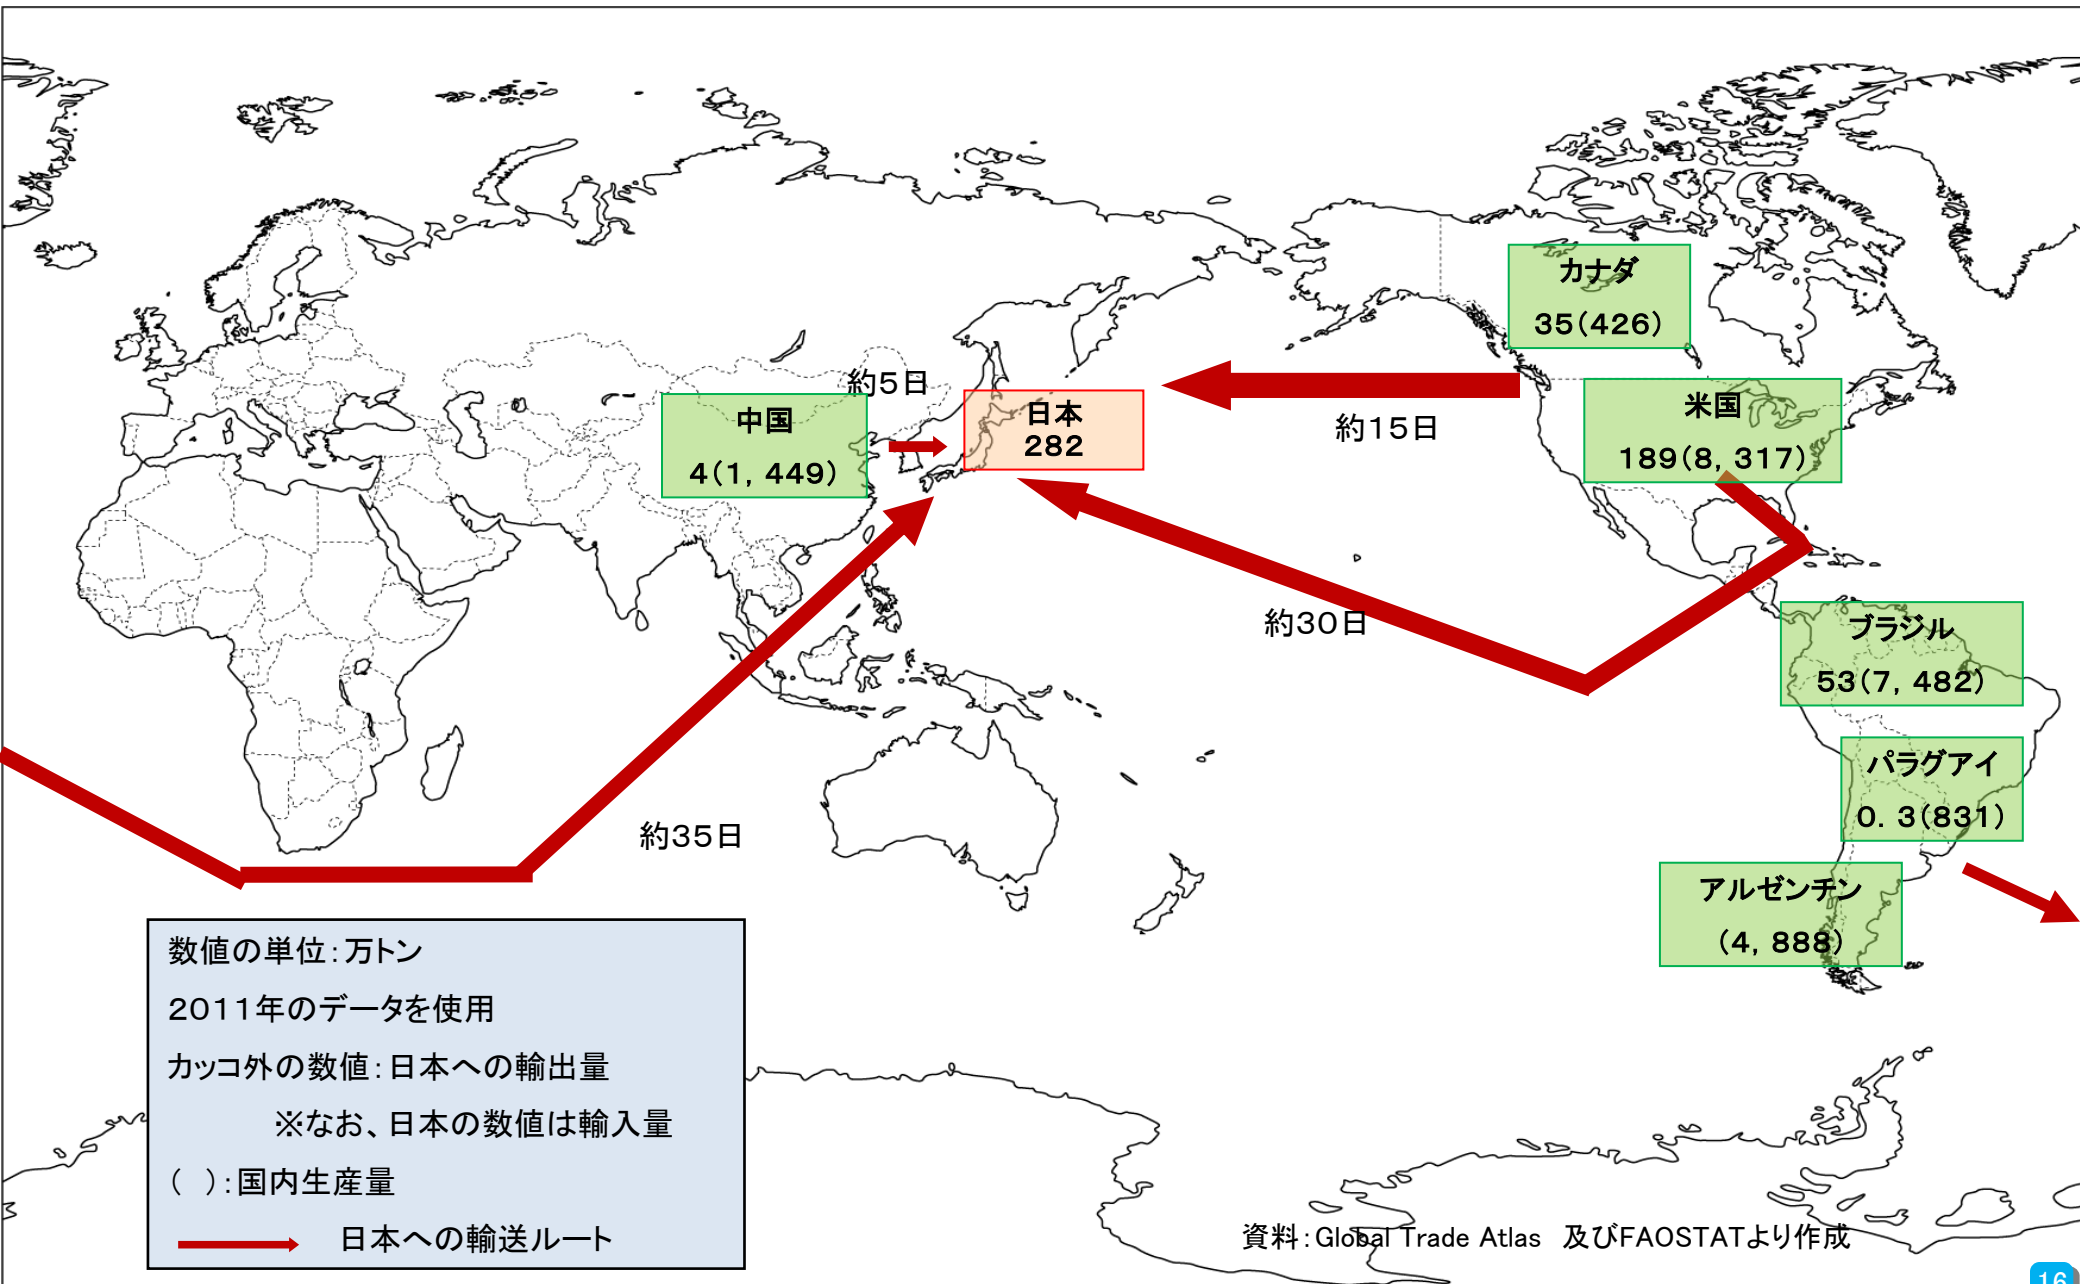 カナダ
35(426)
約5日
中国
4(1,449)
日本
282
約15日
米国
189(8,317)
約30日
ブラジル
53(7,482)
パラグアイ
0.3(831)
約35日
アルゼンチン
(4,888)
数値の単位:万トン
2011年のデータを使用
カッコ外の数値:日本への輸出量
※なお、日本の数値は輸入量
( ):国内生産量
日本への輸送ルート
資料:Global Trade Atlas 及びFAOSTATより作成
16